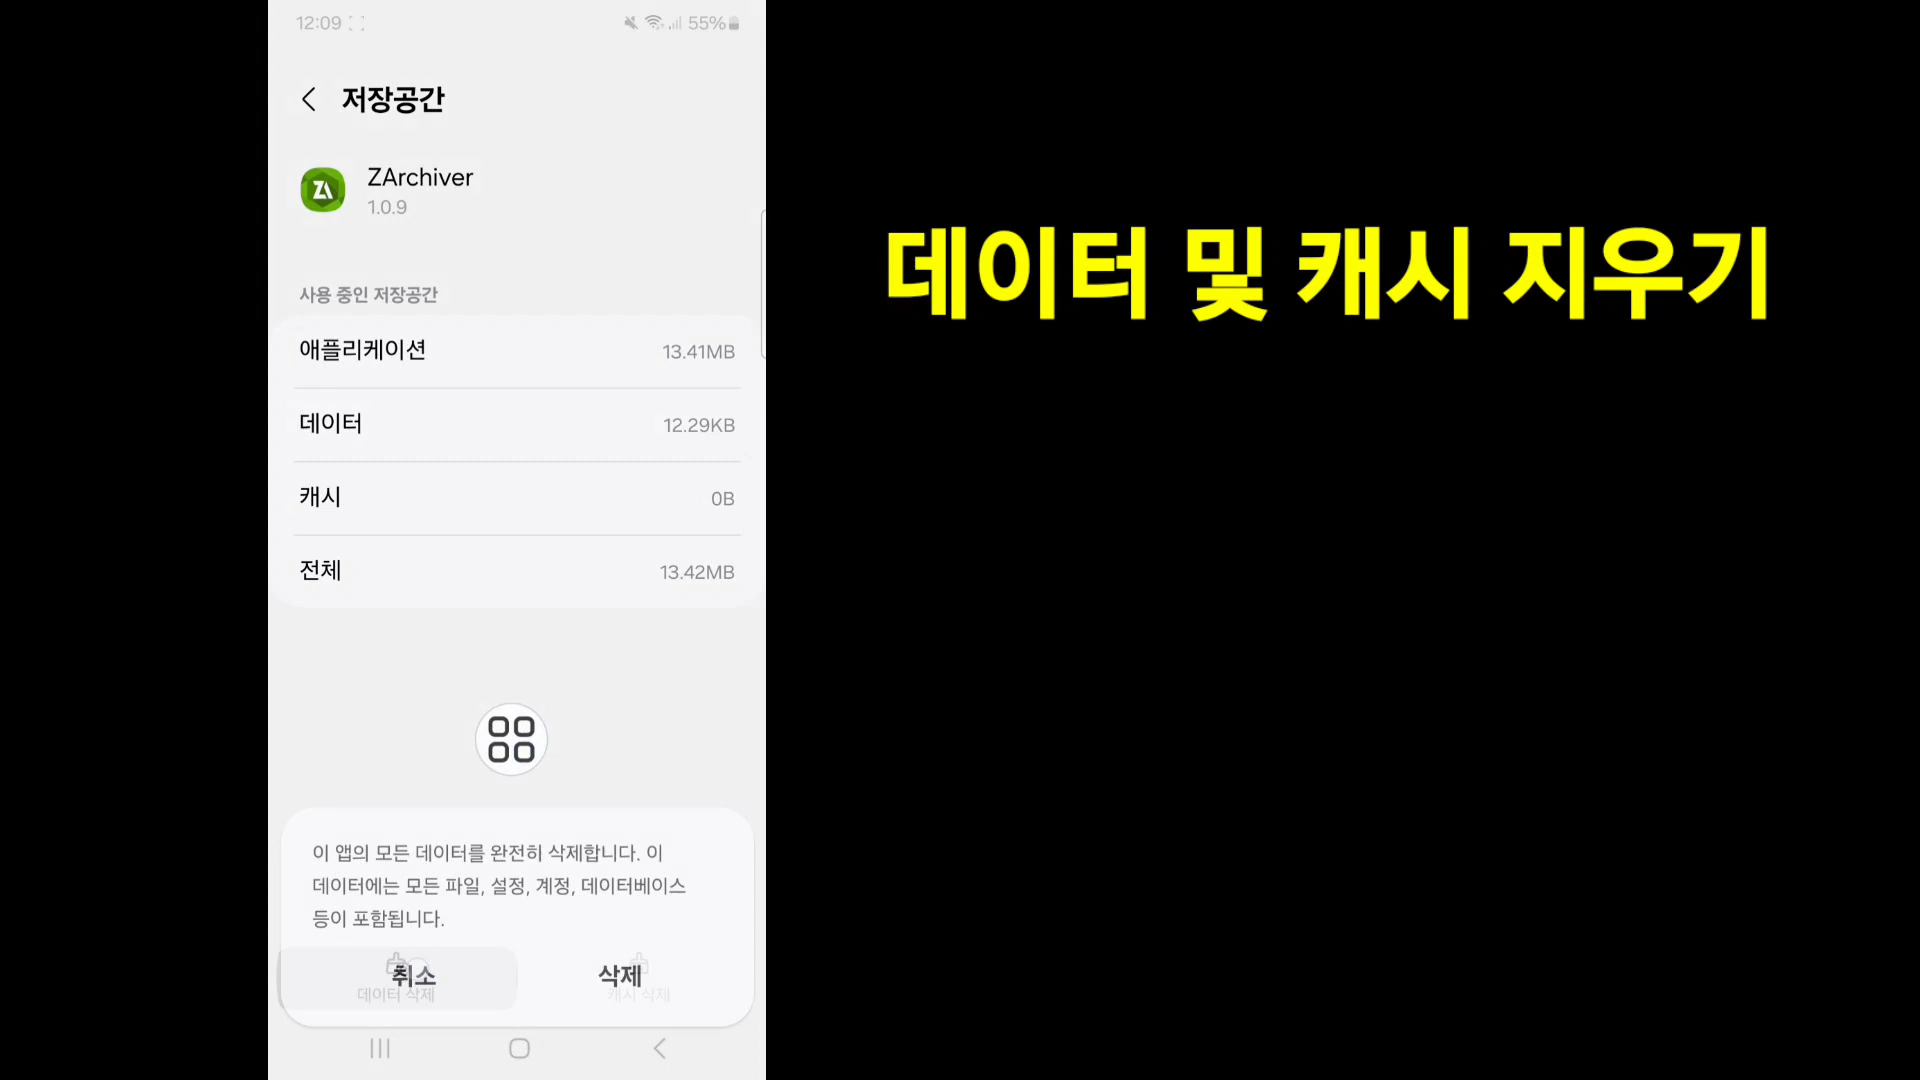 12:09
55%
저장공간
ZA
ZArchiver
1.0.9
데이터 및 캐시 지우기
사용 중인 저장공간
애플리케이션 13.41MB
데이터 12.29KB
캐시 0B
전체 13.42MB
이 앱의 모든 데이터를 완전히 삭제합니다. 이
데이터에는 모든 파일, 설정, 계정, 데이터베이스
등이 포함됩니다.
취소 삭제
데이터 삭제 캐시 삭제